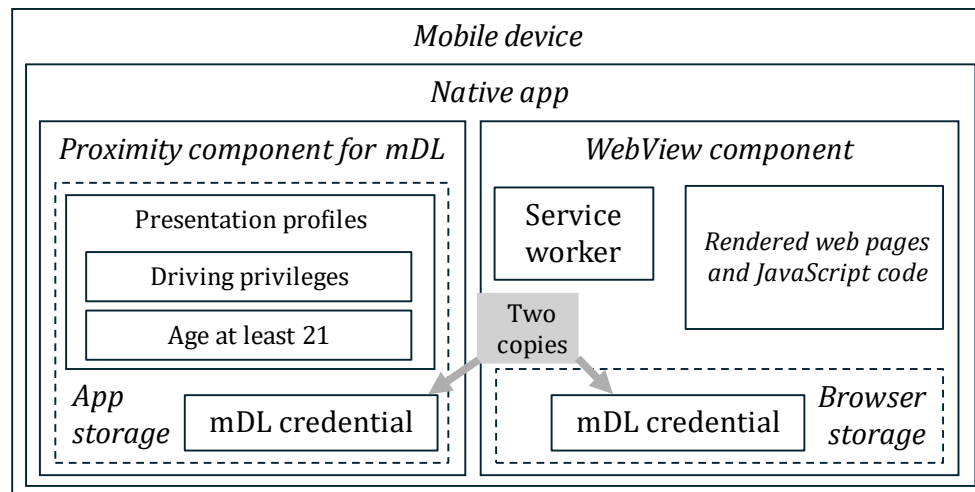 Mobile device
Native app
Proximity component for mDL
Presentation profiles
Driving privileges
Age at least 21
App
storage
mDL credential
WebView component
Service
worker
Rendered web pages
and JavaScript code
Two
copies
mDL credential
Browser
storage